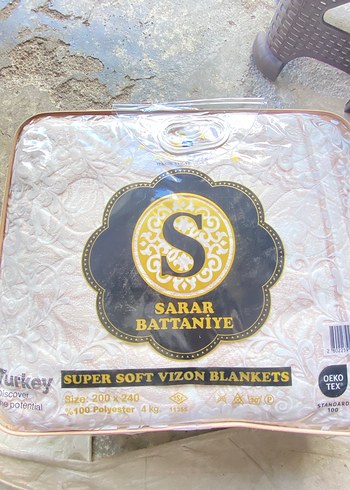 S
SARAR
BATTANİYE
SUPER SOFT VIZON BLANKETS
Turkey
Discover
the potential
Size: 200 x 240
%100 Polyester 4 kg.
OEKO
TEX
STANDARD
100